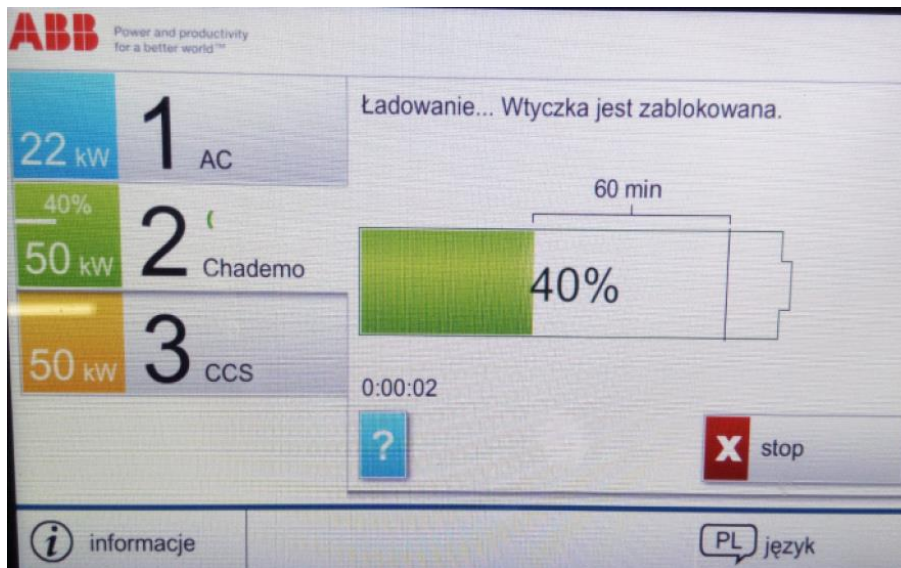 ABB
Power and productivity
for a better world™
22 kW
1
AC
40%
50 kW
2
Chademo
50 kW
3
CCS
Ładowanie... Wtyczka jest zablokowana.
60 min
40%
0:00:02
?
X stop
i informacje
PL język